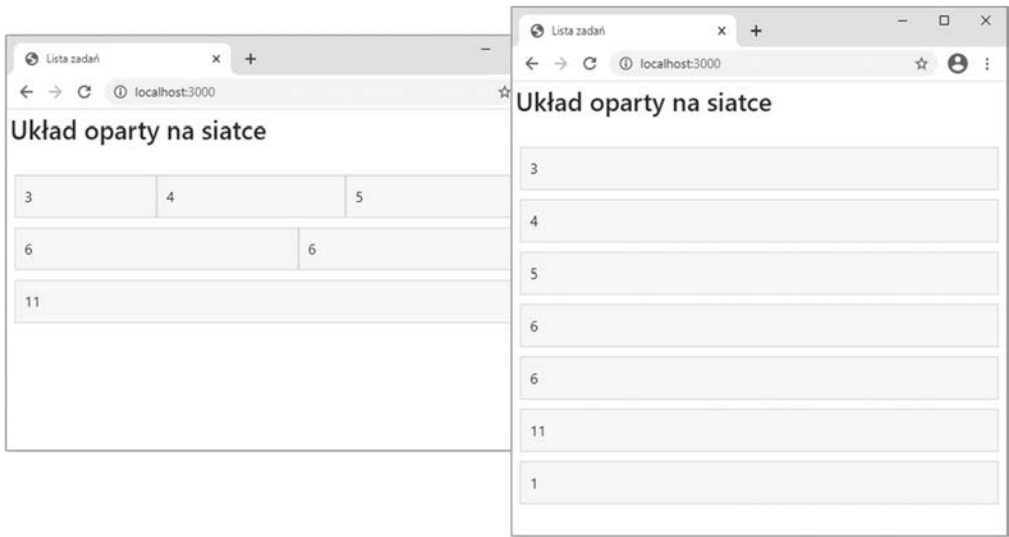 Lista zadań
localhost:3000
Układ oparty na siatce
3 4 5
6 6
11
Lista zadań
localhost:3000
Układ oparty na siatce
3
4
5
6
6
11
1